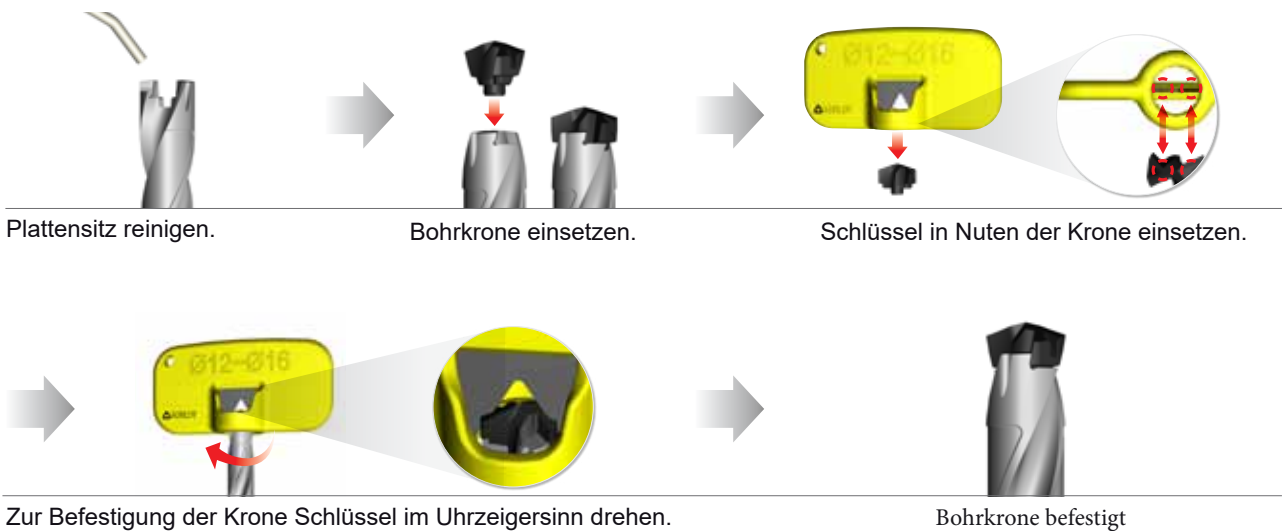 Ø12–Ø16
Plattensitz reinigen.
Bohrkrone einsetzen.
Schlüssel in Nuten der Krone einsetzen.
Ø12–Ø16
Zur Befestigung der Krone Schlüssel im Uhrzeigersinn drehen.
Bohrkrone befestigt